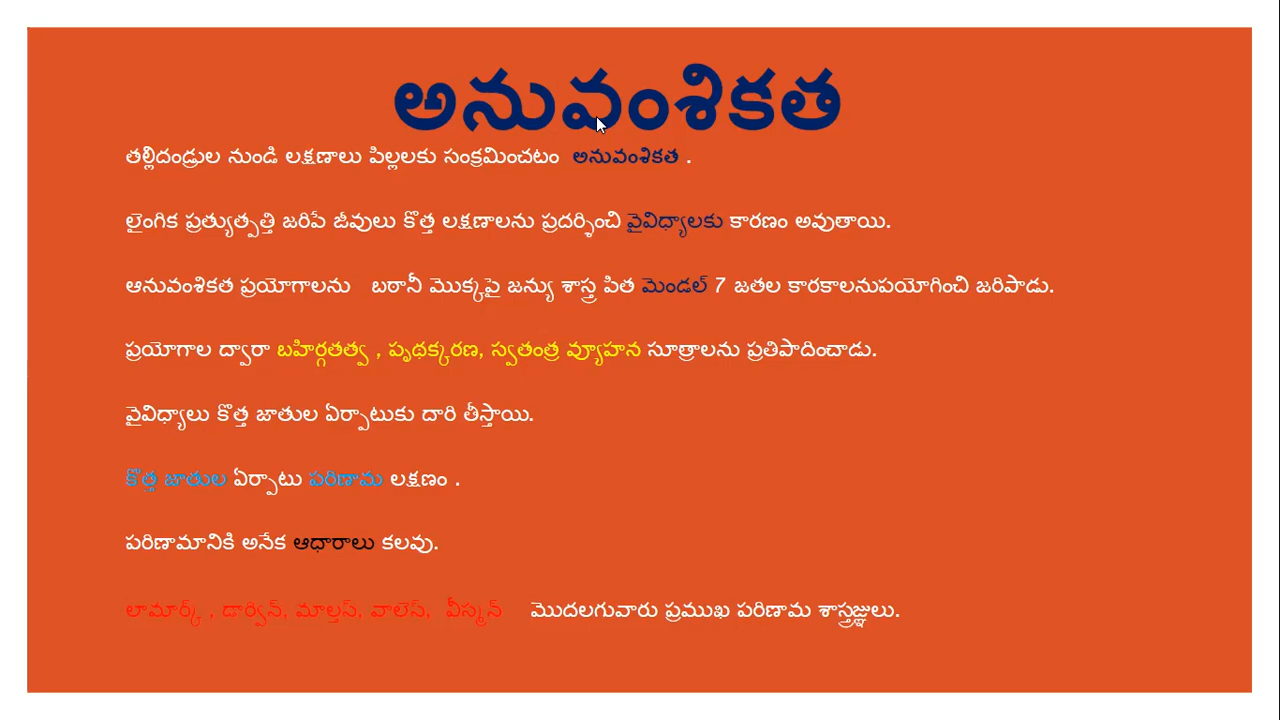 అనువంశికత
తల్లిదండ్రుల నుండి లక్షణాలు పిల్లలకు సంక్రమించటం అనువంశికత .
లైంగిక ప్రత్యుత్పత్తి జరిపే జీవులు కొత్త లక్షణాలను ప్రదర్శించి వైవిధ్యాలకు కారణం అవుతాయి.
ఆనువంశికత ప్రయోగాలను బఠానీ మొక్కపై జన్యు శాస్త్ర పిత మెండల్ 7 జతల కారకాలనుపయోగించి జరిపాడు.
ప్రయోగాల ద్వారా బహిర్గతత్వ , పృథక్కరణ, స్వతంత్ర వ్యూహన సూత్రాలను ప్రతిపాదించాడు.
వైవిధ్యాలు కొత్త జాతుల ఏర్పాటుకు దారి తీస్తాయి.
కొత్త జాతుల ఏర్పాటు పరిణామ లక్షణం .
పరిణామానికి అనేక ఆధారాలు కలవు.
లామార్క్ , డార్విన్, మాల్తస్, వాలెస్, వీస్మన్ మొదలగువారు ప్రముఖ పరిణామ శాస్త్రజ్ఞులు.